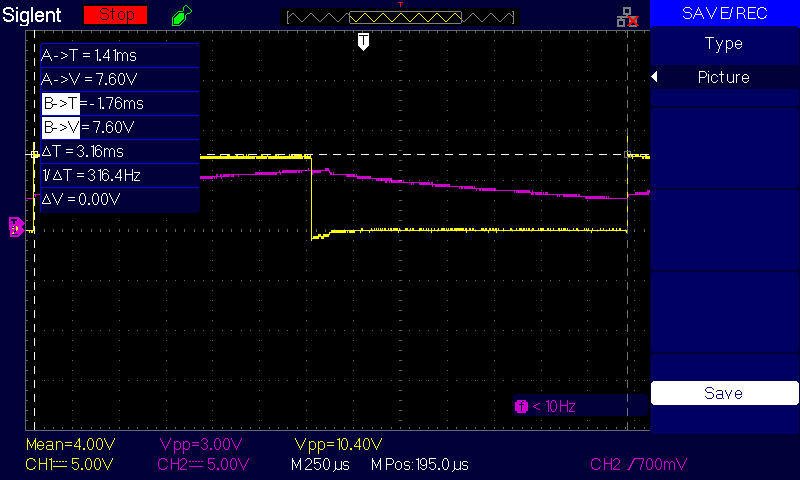 Siglent Stop T SAVE/REC
T
Type
Picture
A->T = 1.41ms
A->V = 7.60V
B->T = -1.76ms
B->V = 7.60V
ΔT = 3.16ms
1/ΔT = 316.4Hz
ΔV = 0.00V
T < 10Hz
Save
Mean=4.00V Vpp=3.00V Vpp=10.40V
CH1 5.00V CH2 5.00V M 250µs M Pos:195.0µs CH2 /700mV